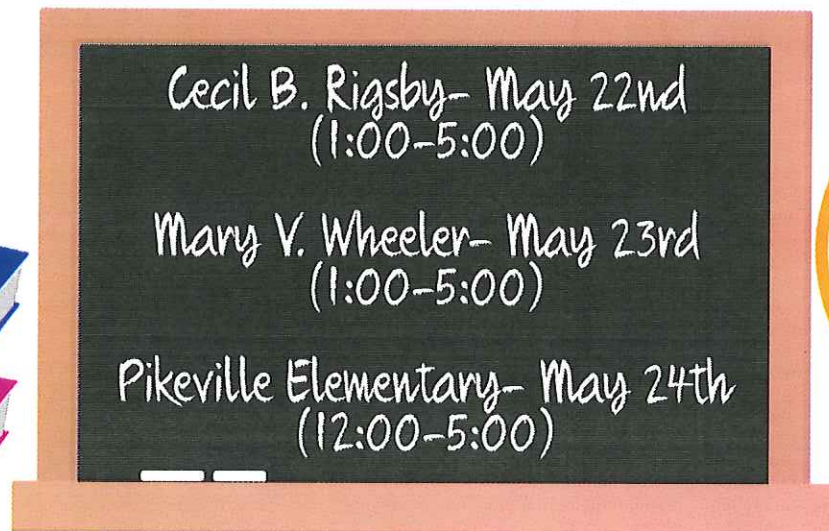 Cecil B. Rigsby- May 22nd
(1:00-5:00)
Mary V. Wheeler- May 23rd
(1:00-5:00)
Pikeville Elementary- May 24th
(12:00-5:00)